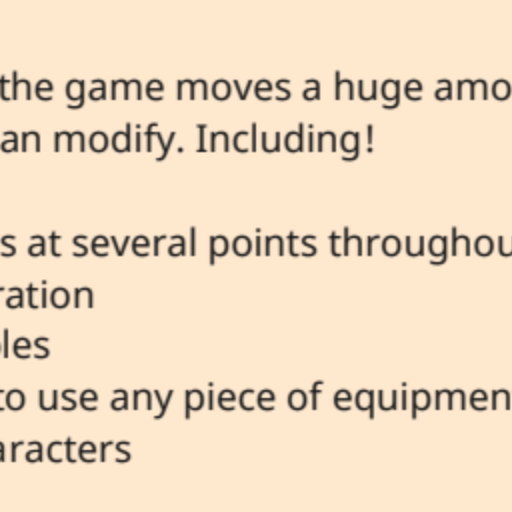 the game moves a huge amo
an modify. Including!
s at several points throughou
ration
les
to use any piece of equipmen
aracters